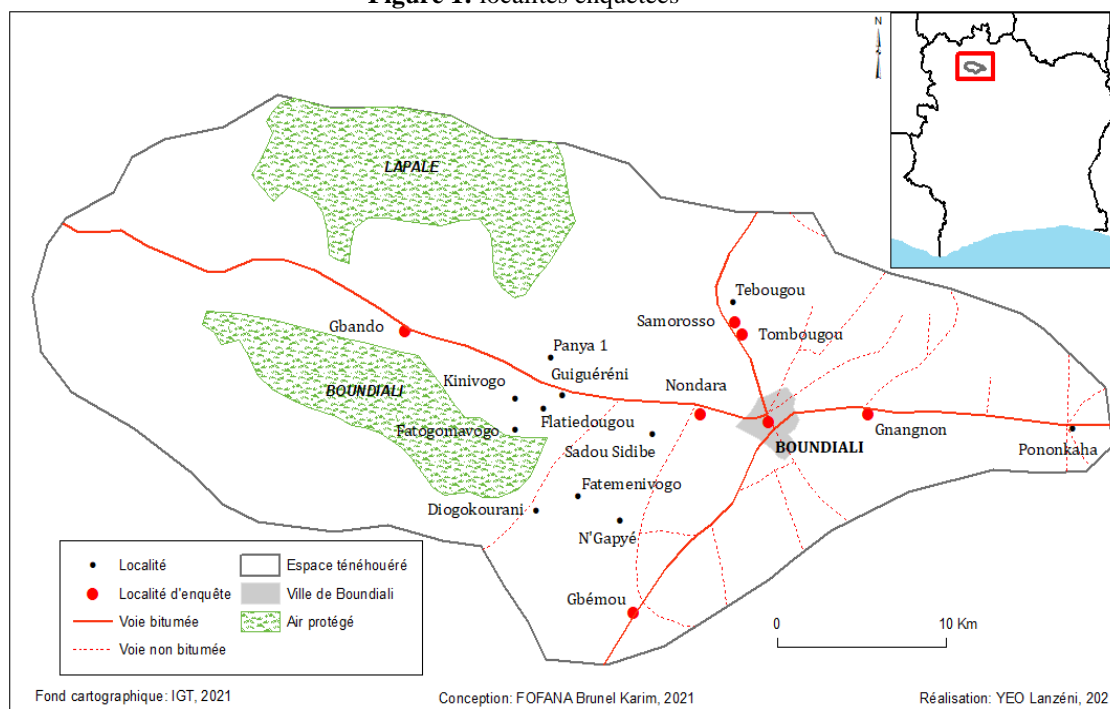 Figure 1: localités enquêtées
N
LAPALE
Tebougou
Samorosso
Tombougou
Gbando
Panya 1
Guiguéréni
BOUNDIALI
Kinivogo
Nondara
Flatiedougou
Gnangnon
Fatogomavogo
Sadou Sidibe
BOUNDIALI
Pononkaha
Fatemenivogo
Diogokourani
N'Gapyé
Gbémou
Localité
Espace ténéhouéré
Localité d'enquête
Ville de Boundiali
Voie bitumée
Air protégé
Voie non bitumée
0 10 Km
Fond cartographique: IGT, 2021
Conception: FOFANA Brunel Karim, 2021
Réalisation: YEO Lanzéni, 202